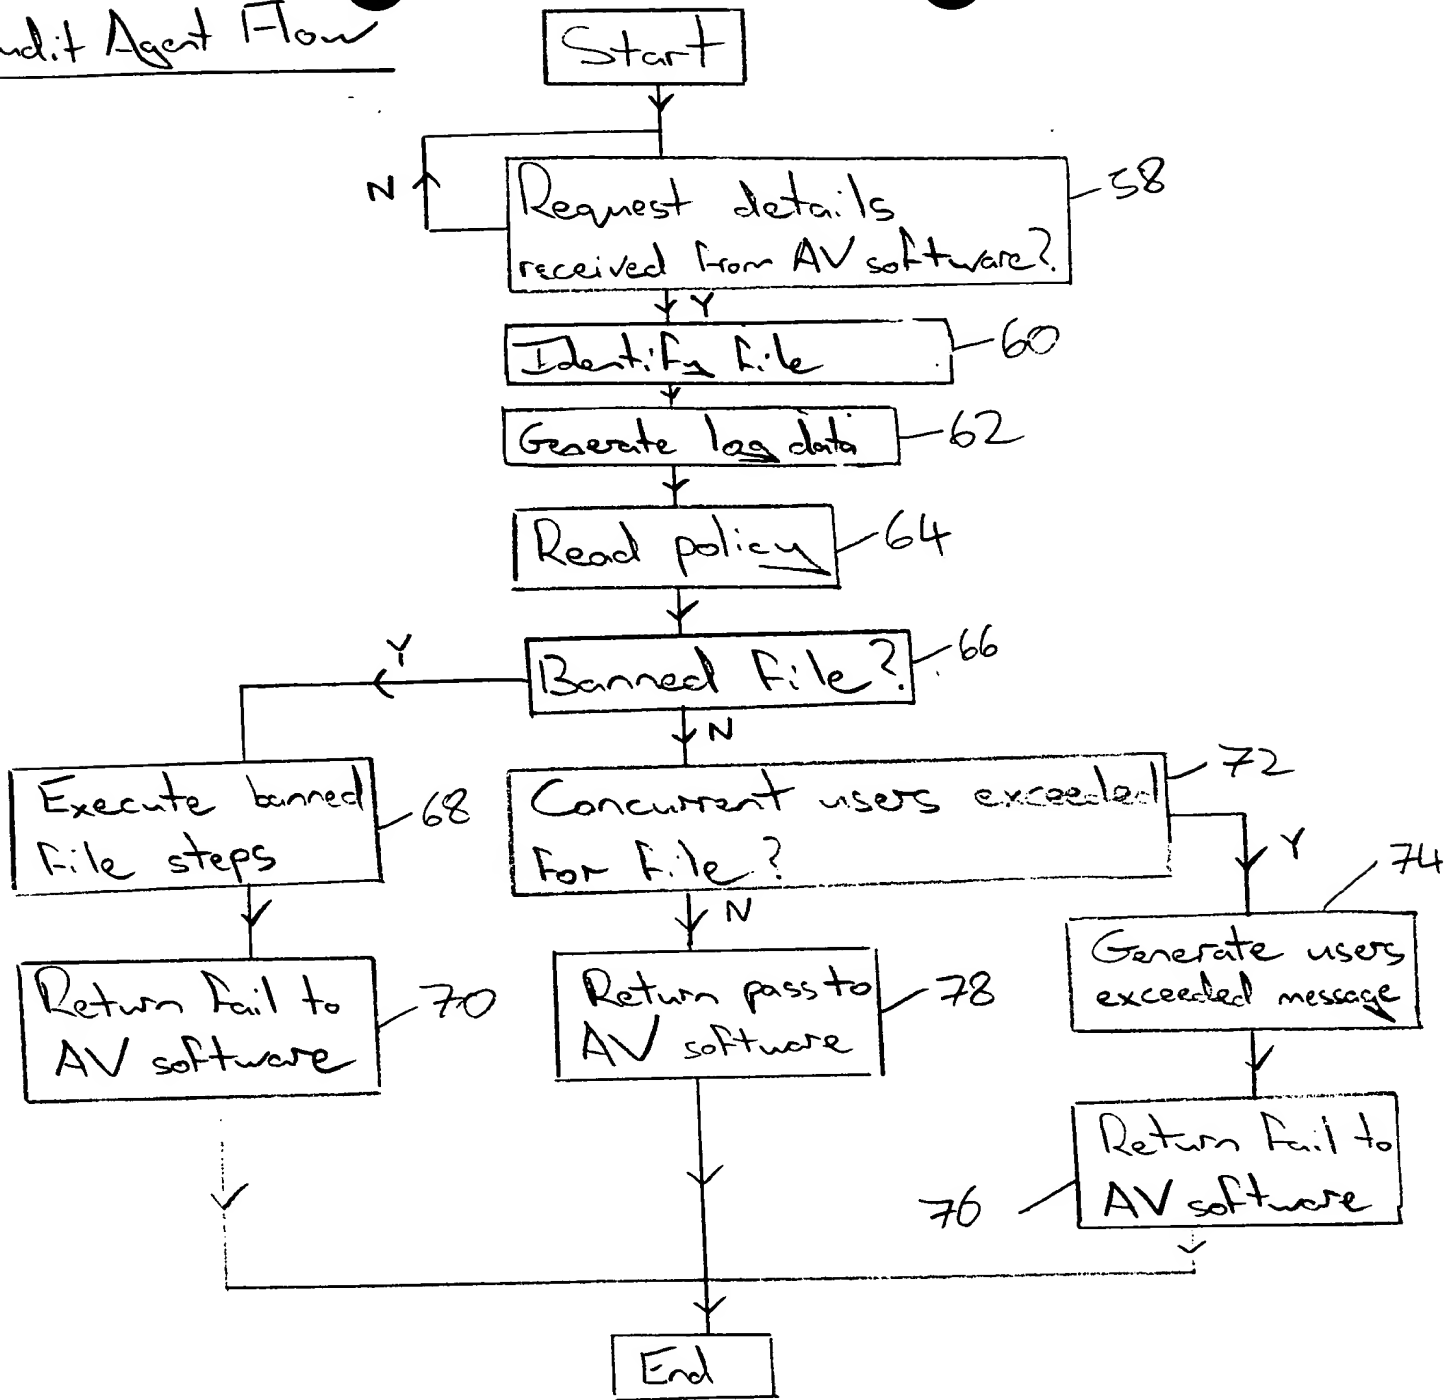 udit Agent Flow
Start
N
Request details
58
received from AV software?
Y
Identify file
60
Generate log data
62
Read policy
64
Y
Banned File?
66
N
Execute banned
file steps
68
Concurrent users exceeded
for file?
72
Y
74
N
Return fail to
AV software
70
Return pass to
AV software
78
Generate users
exceeded message
Return fail to
AV software
76
End